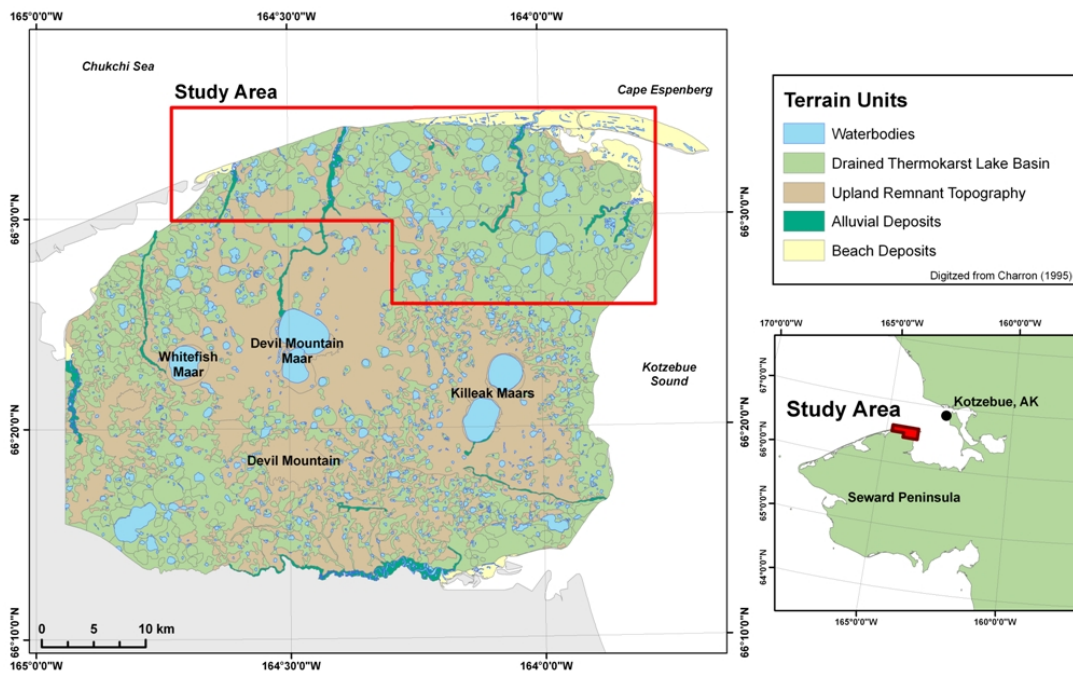 165°0'0"W
164°30'0"W
164°0'0"W
Chukchi Sea
Study Area
Cape Espenberg
66°30'0"N
66°30'0"N
Devil Mountain
Maar
Whitefish
Maar
Killeak Maars
Kotzebue
Sound
66°20'0"N
66°20'0"N
Devil Mountain
66°10'0"N
66°10'0"N
0 5 10 km
165°0'0"W
164°30'0"W
164°0'0"W
Terrain Units
Waterbodies
Drained Thermokarst Lake Basin
Upland Remnant Topography
Alluvial Deposits
Beach Deposits
Digitzed from Charron (1995)
170°0'0"W
165°0'0"W
160°0'0"W
67°0'0"N
Kotzebue, AK
Study Area
66°0'0"N
Seward Peninsula
65°0'0"N
64°0'0"N
165°0'0"W
160°0'0"W